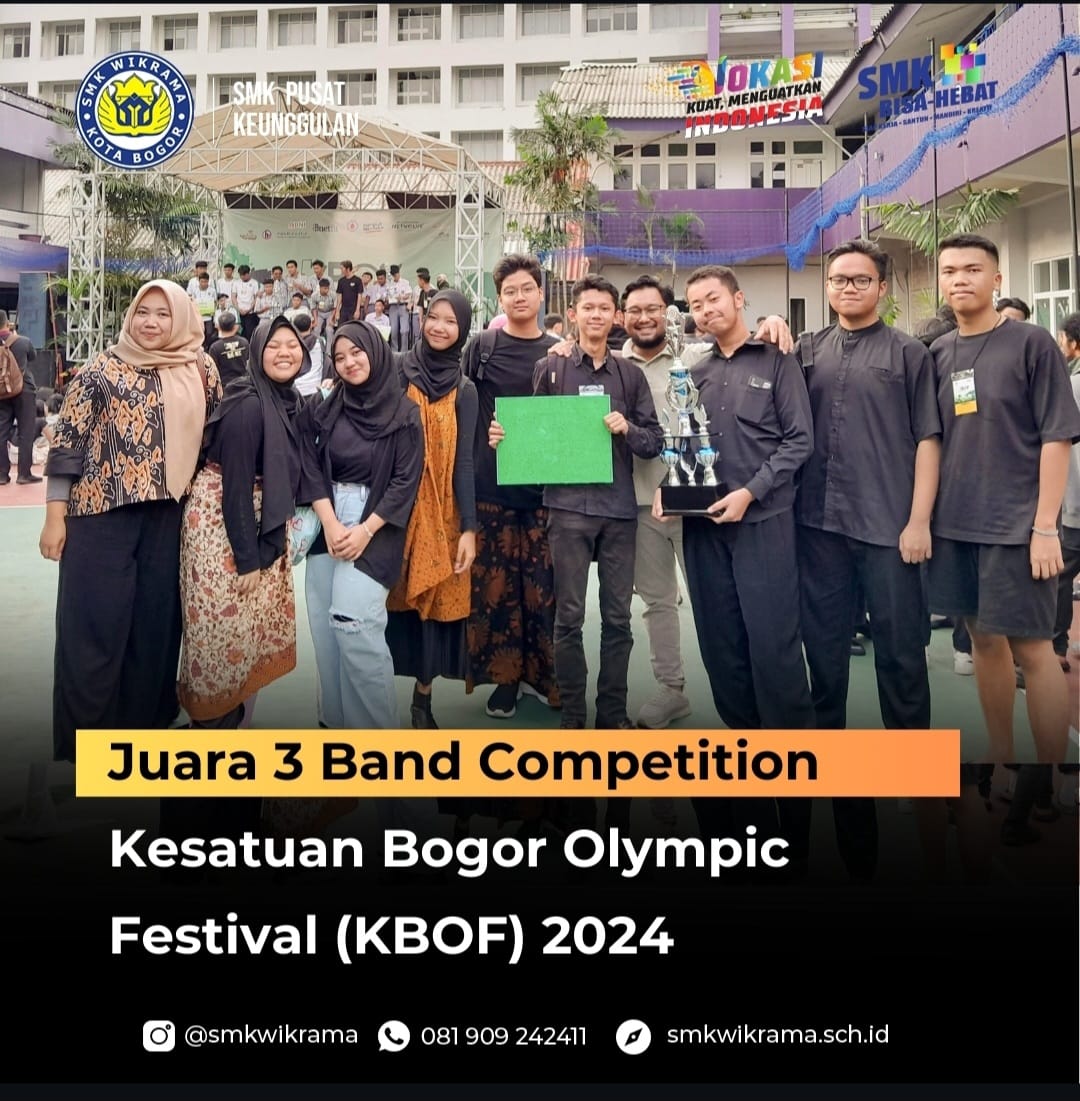 SMK WIKRAMA
KOTA BOGOR
SMK PUSAT
KEUNGGULAN
VOKASI
KUAT, MENGUATKAN
INDONESIA
SMK
BISA-HEBAT
Juara 3 Band Competition
Kesatuan Bogor Olympic
Festival (KBOF) 2024
@smkwikrama
081 909 242411
smkwikrama.sch.id